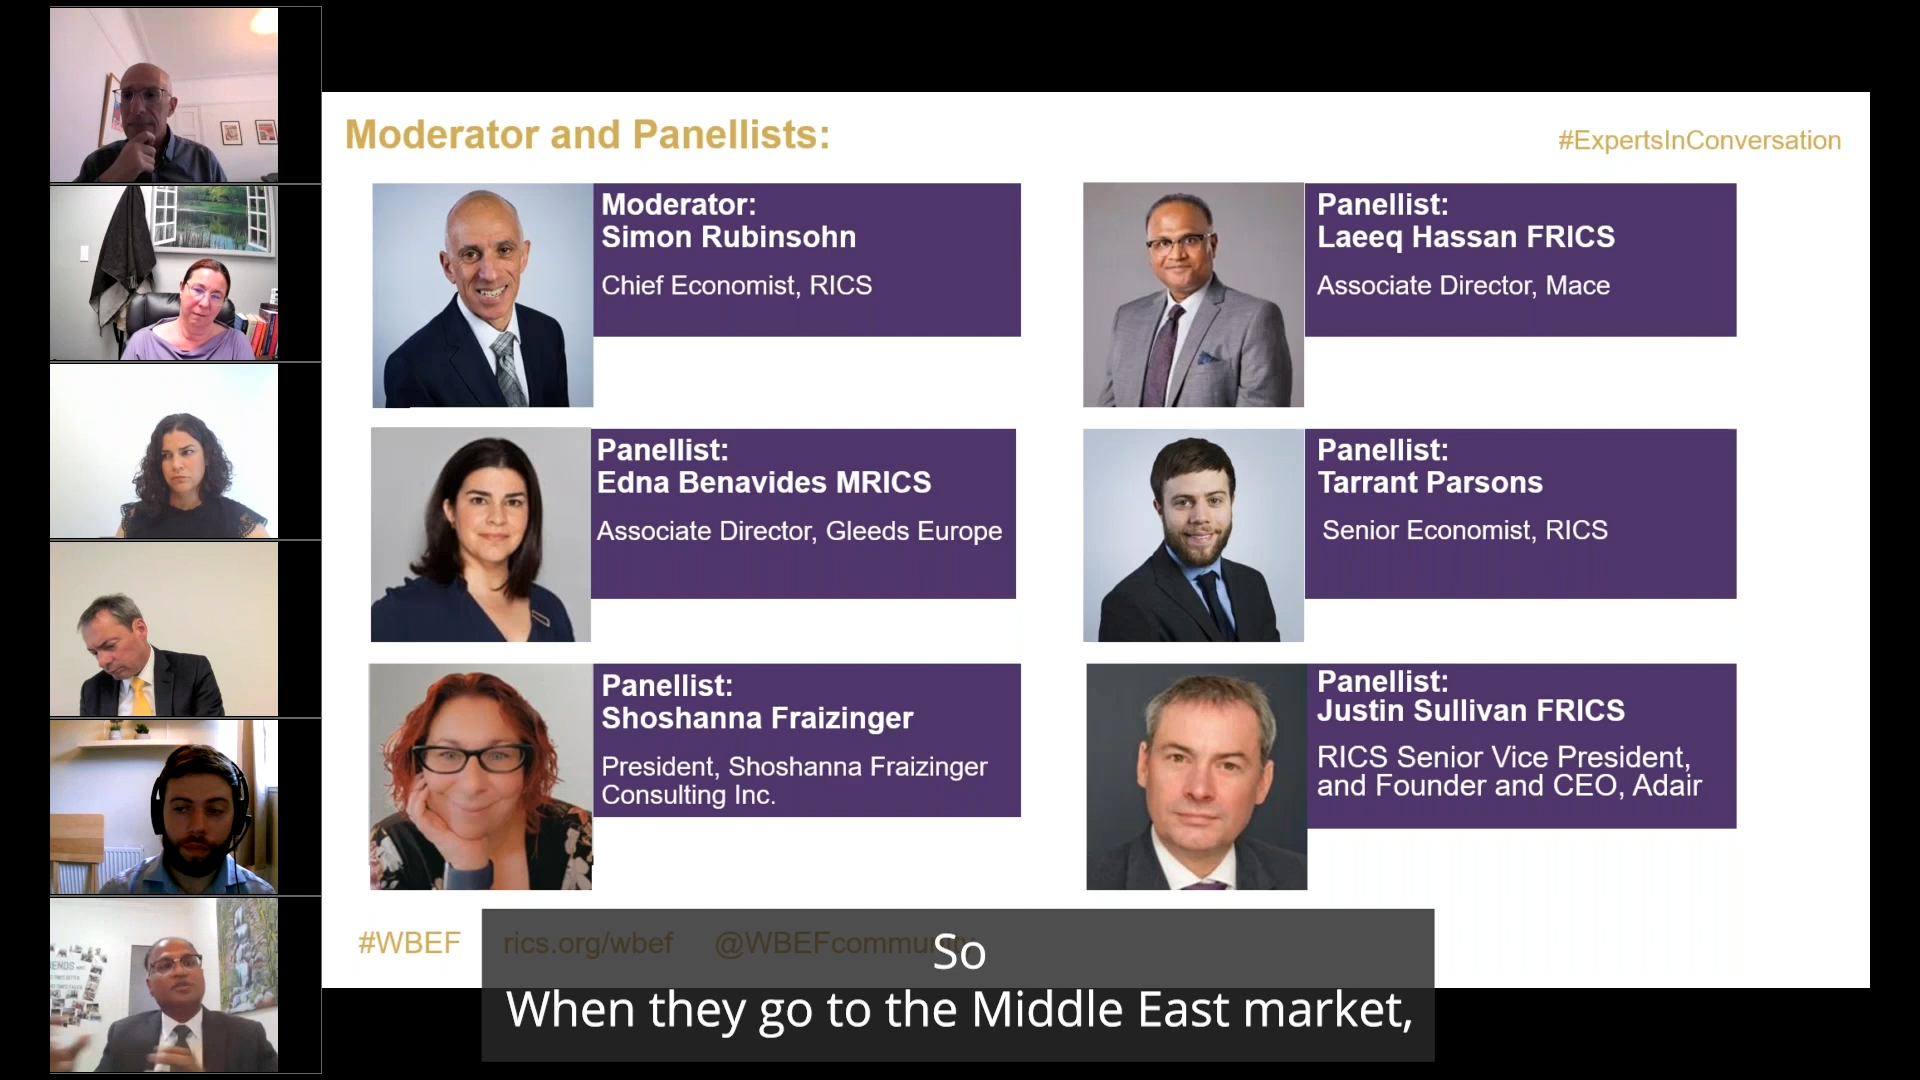 Moderator and Panellists:
#ExpertsInConversation
Moderator:
Simon Rubinsohn
Chief Economist, RICS
Panellist:
Laeeq Hassan FRICS
Associate Director, Mace
Panellist:
Edna Benavides MRICS
Associate Director, Gleeds Europe
Panellist:
Tarrant Parsons
Senior Economist, RICS
Panellist:
Shoshanna Fraizinger
President, Shoshanna Fraizinger
Consulting Inc.
Panellist:
Justin Sullivan FRICS
RICS Senior Vice President,
and Founder and CEO, Adair
#WBEF rics.org/wbef
So
When they go to the Middle East market,